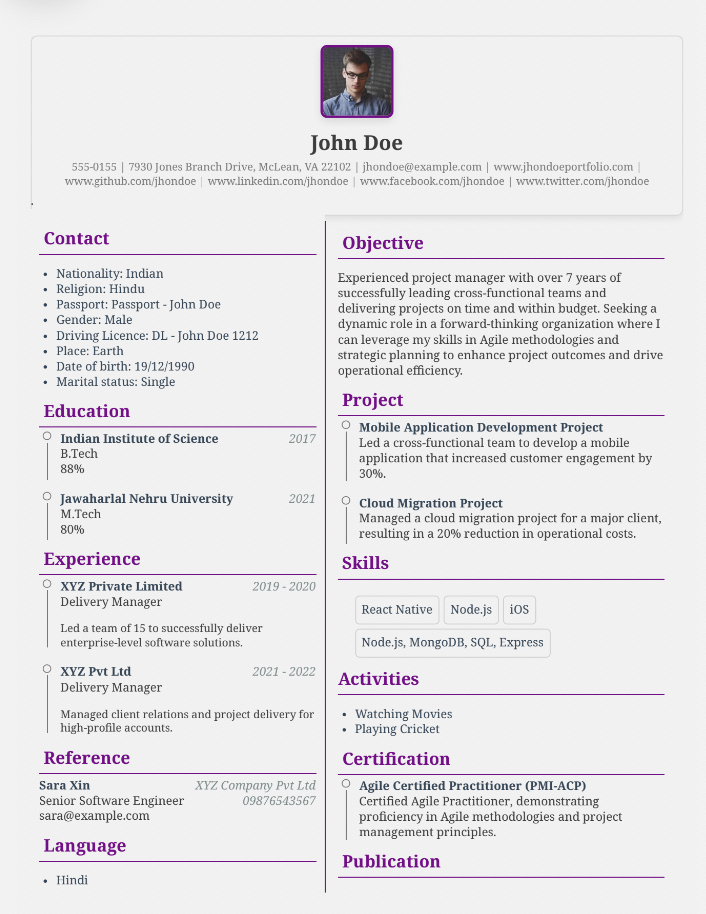 John Doe
555-0155 | 7930 Jones Branch Drive, McLean, VA 22102 | jhondoe@example.com | www.jhondoeportfolio.com |
www.github.com/jhondoe | www.linkedin.com/jhondoe | www.facebook.com/jhondoe | www.twitter.com/jhondoe
Contact
• Nationality: Indian
• Religion: Hindu
• Passport: Passport - John Doe
• Gender: Male
• Driving Licence: DL - John Doe 1212
• Place: Earth
• Date of birth: 19/12/1990
• Marital status: Single
Education
Indian Institute of Science 2017
B.Tech
88%
Jawaharlal Nehru University 2021
M.Tech
80%
Experience
XYZ Private Limited 2019 - 2020
Delivery Manager
Led a team of 15 to successfully deliver
enterprise-level software solutions.
XYZ Pvt Ltd 2021 - 2022
Delivery Manager
Managed client relations and project delivery for
high-profile accounts.
Reference
Sara Xin XYZ Company Pvt Ltd
Senior Software Engineer 09876543567
sara@example.com
Language
• Hindi
Objective
Experienced project manager with over 7 years of
successfully leading cross-functional teams and
delivering projects on time and within budget. Seeking a
dynamic role in a forward-thinking organization where I
can leverage my skills in Agile methodologies and
strategic planning to enhance project outcomes and drive
operational efficiency.
Project
Mobile Application Development Project
Led a cross-functional team to develop a mobile
application that increased customer engagement by
30%.
Cloud Migration Project
Managed a cloud migration project for a major client,
resulting in a 20% reduction in operational costs.
Skills
React Native Node.js iOS
Node.js, MongoDB, SQL, Express
Activities
• Watching Movies
• Playing Cricket
Certification
Agile Certified Practitioner (PMI-ACP)
Certified Agile Practitioner, demonstrating
proficiency in Agile methodologies and project
management principles.
Publication